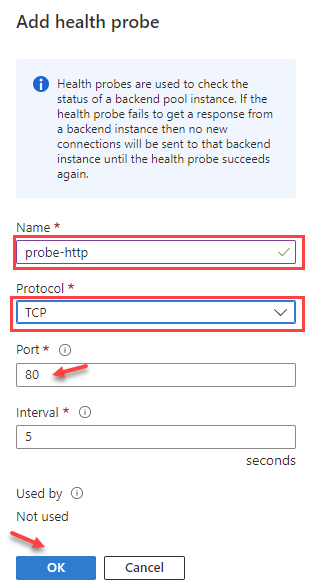 Add health probe
Health probes are used to check the
status of a backend pool instance. If the
health probe fails to get a response from
a backend instance then no new
connections will be sent to that backend
instance until the health probe succeeds
again.
Name *
probe-http
Protocol *
TCP
Port *
80
Interval *
5
seconds
Used by
Not used
OK Cancel